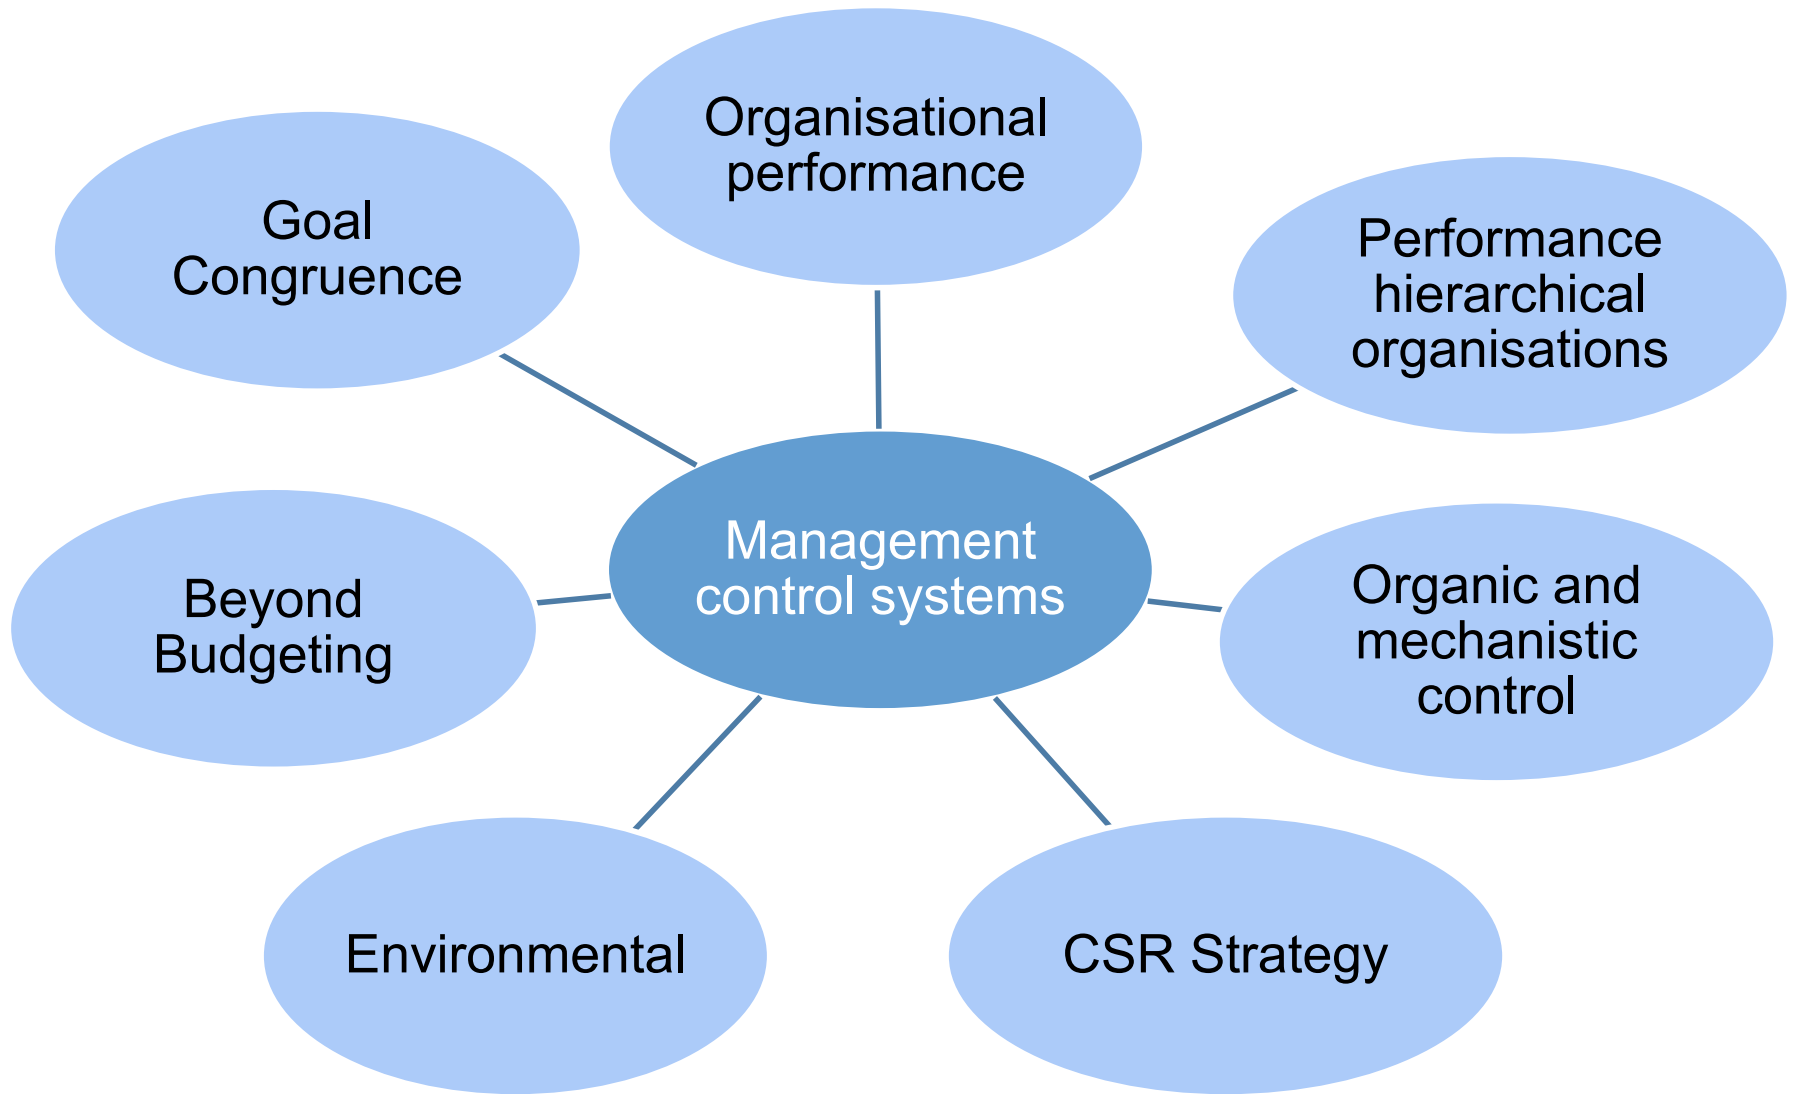 Organisational
performance
Goal
Congruence
Performance
hierarchical
organisations
Management
control systems
Beyond
Budgeting
Organic and
mechanistic
control
Environmental
CSR Strategy